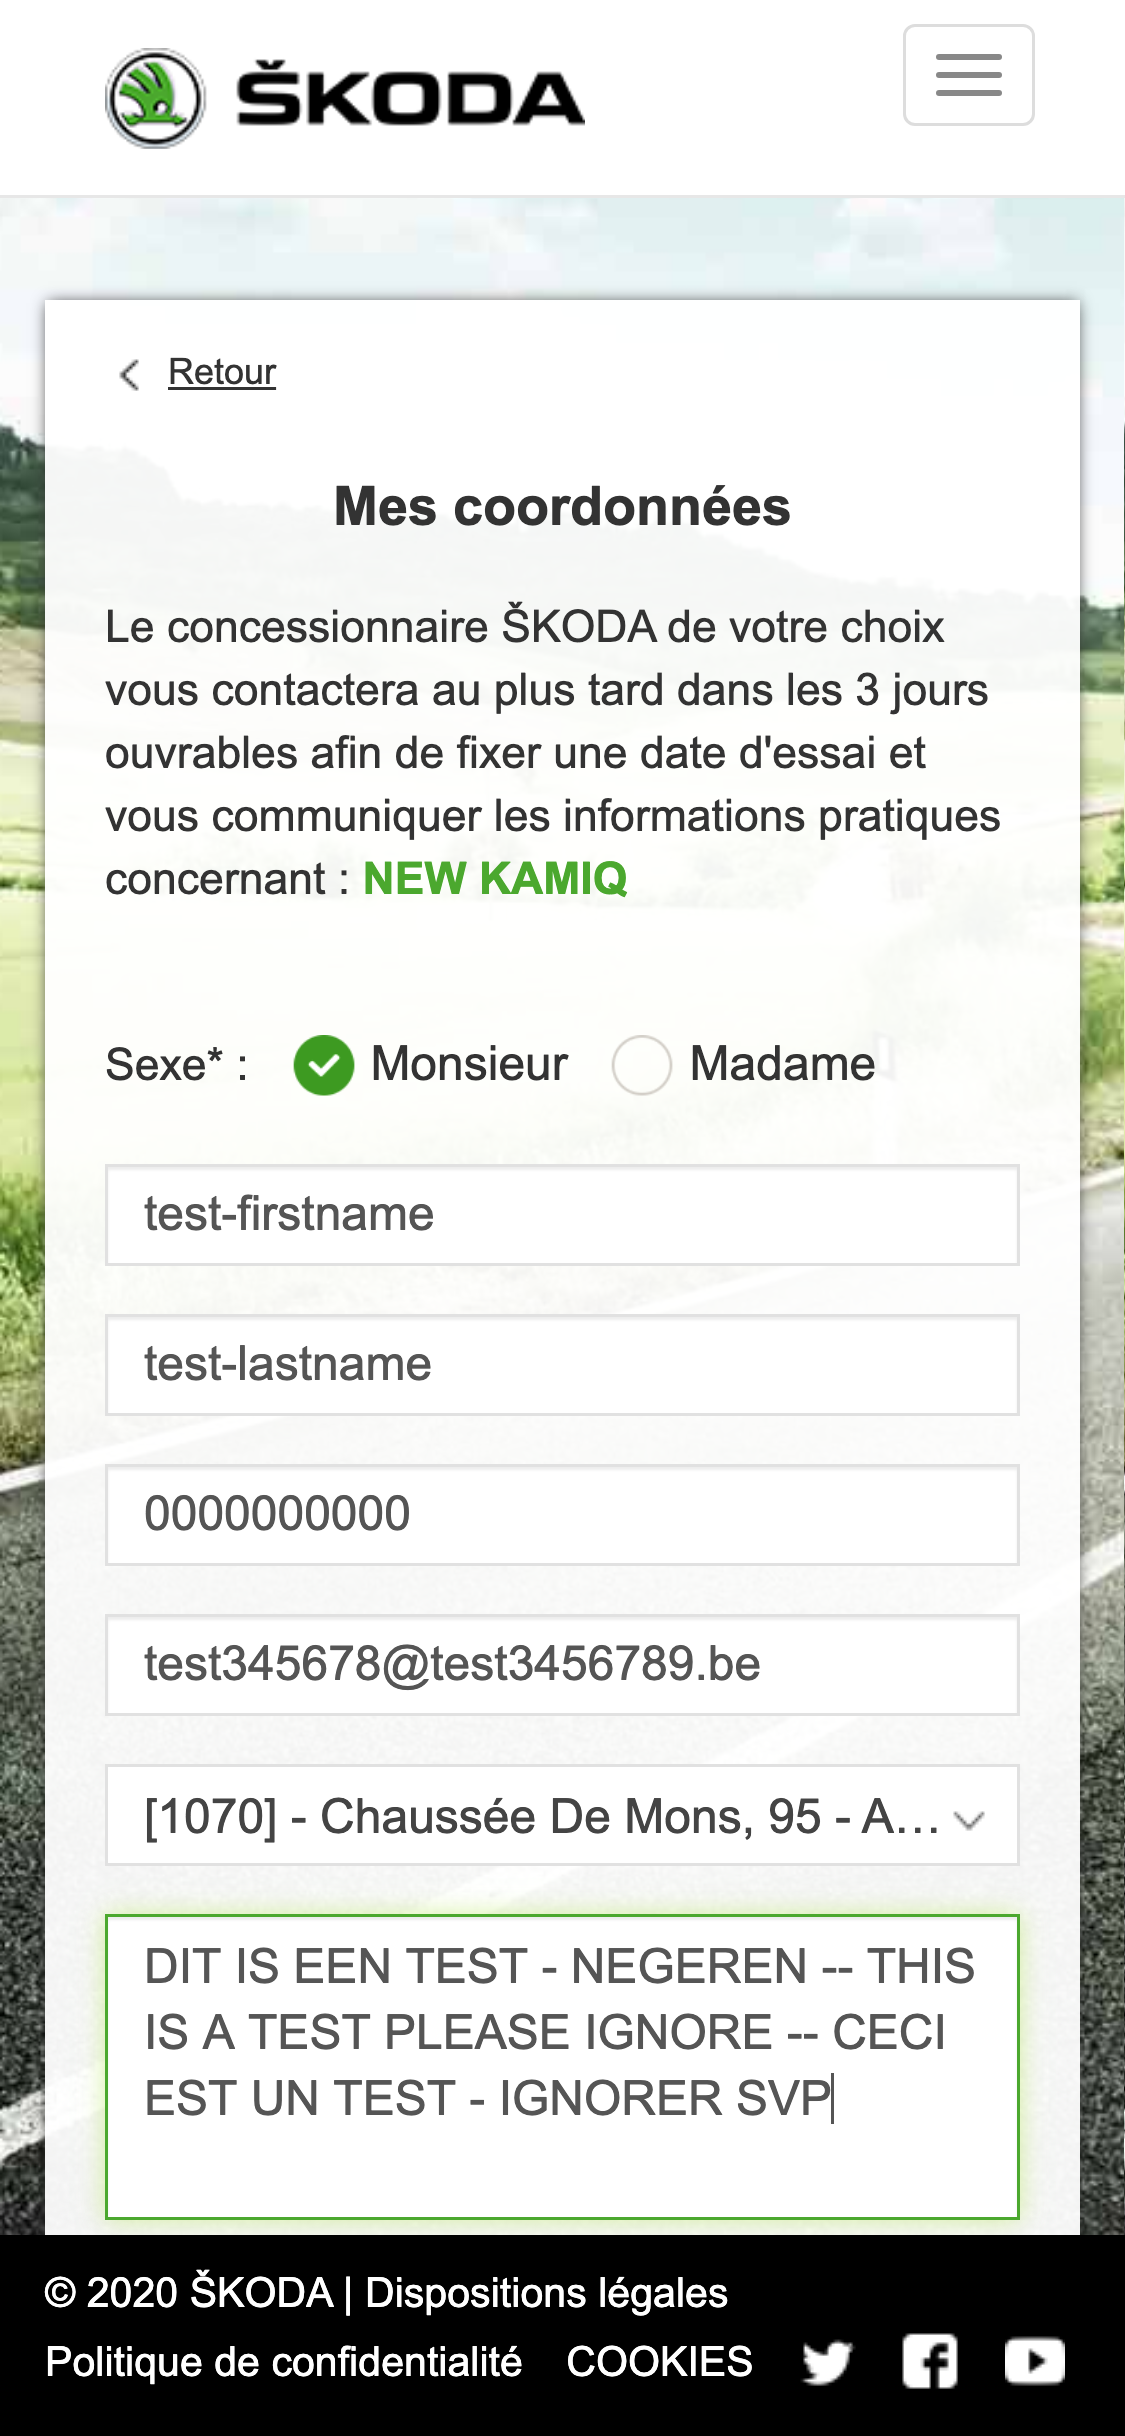 ŠKODA
Retour
Mes coordonnées
Le concessionnaire ŠKODA de votre choix
vous contactera au plus tard dans les 3 jours
ouvrables afin de fixer une date d'essai et
vous communiquer les informations pratiques
concernant : NEW KAMIQ
Sexe* : Monsieur Madame
test-firstname
test-lastname
0000000000
test345678@test3456789.be
[1070] - Chaussée De Mons, 95 - A...
DIT IS EEN TEST - NEGEREN -- THIS
IS A TEST PLEASE IGNORE -- CECI
EST UN TEST - IGNORER SVP
© 2020 ŠKODA | Dispositions légales
Politique de confidentialité COOKIES